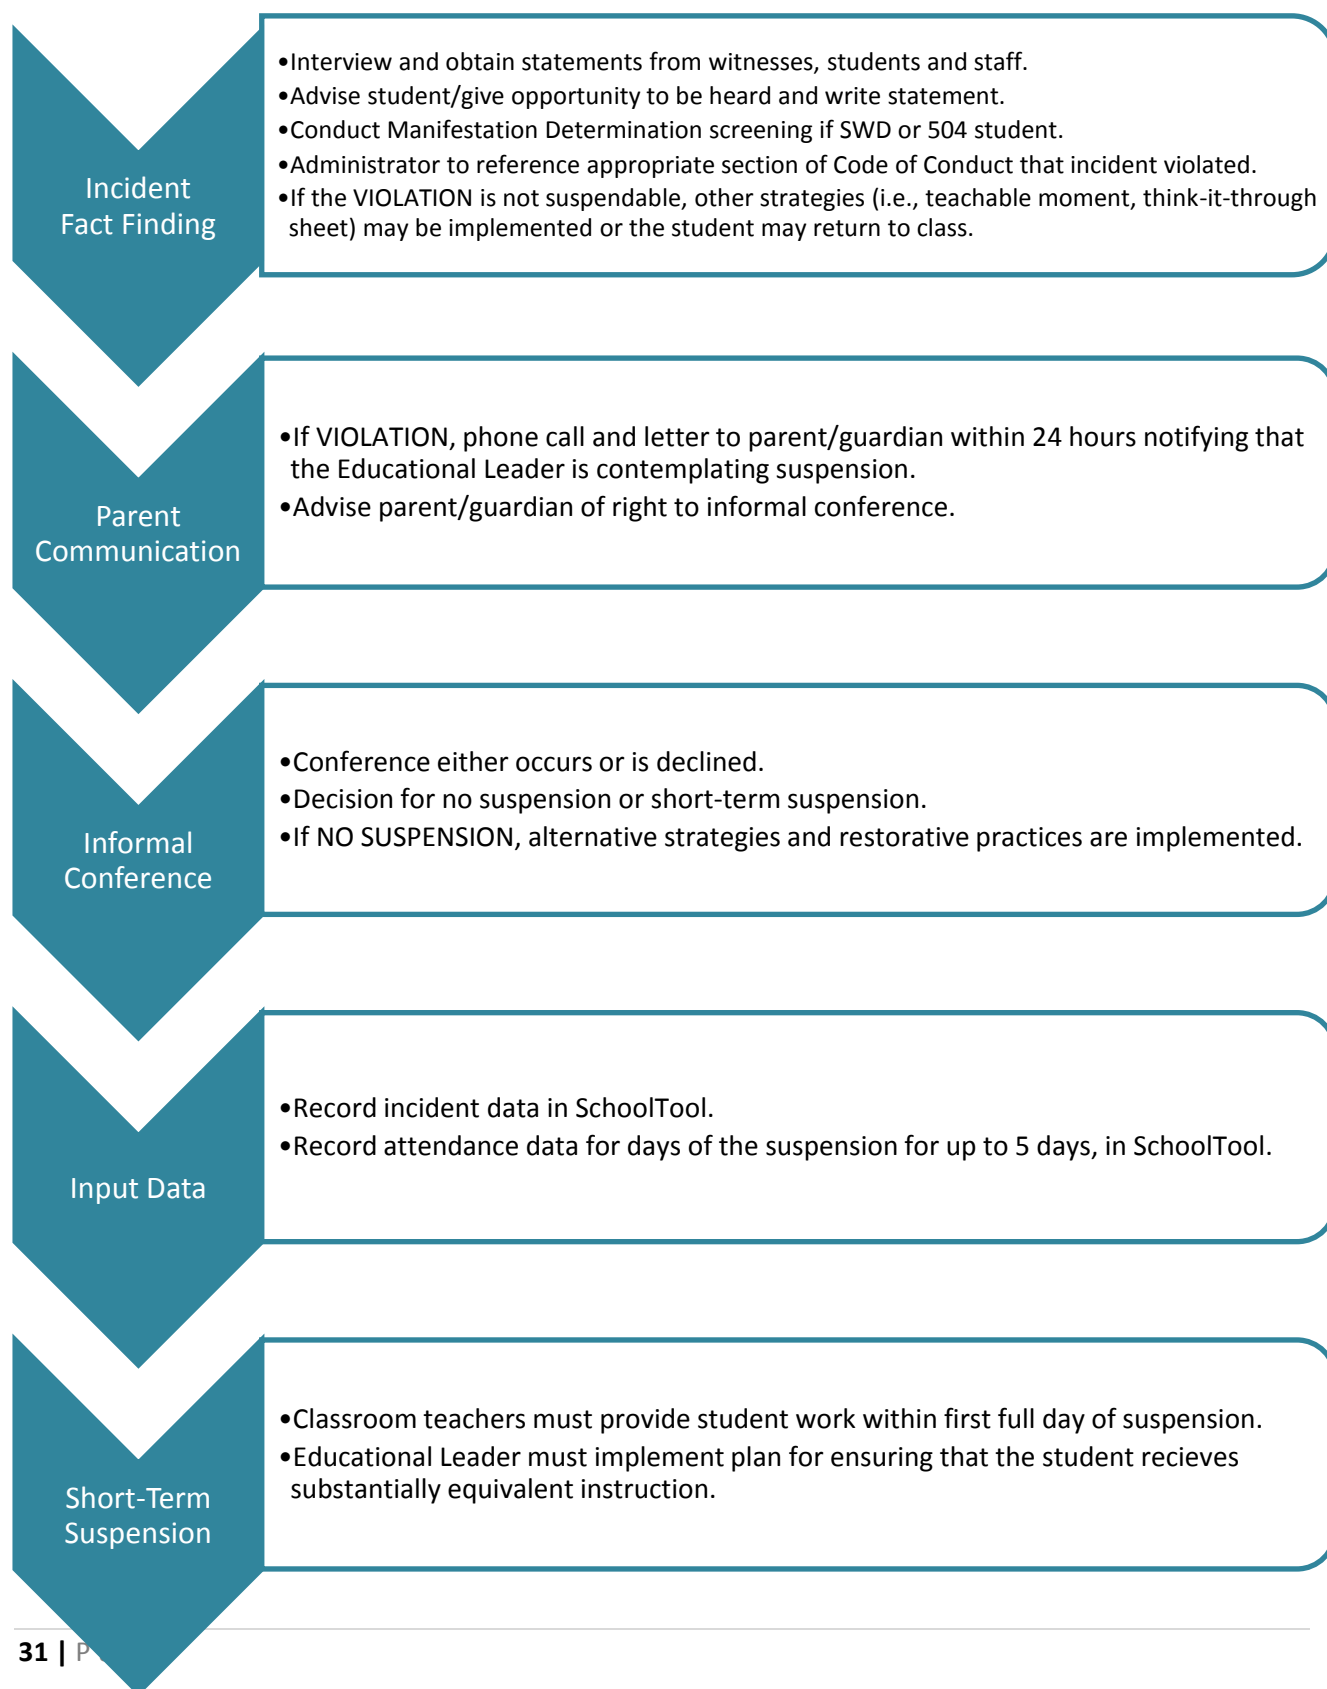 Incident
Fact Finding
•Interview and obtain statements from witnesses, students and staff.
•Advise student/give opportunity to be heard and write statement.
•Conduct Manifestation Determination screening if SWD or 504 student.
•Administrator to reference appropriate section of Code of Conduct that incident violated.
•If the VIOLATION is not suspendable, other strategies (i.e., teachable moment, think-it-through
sheet) may be implemented or the student may return to class.
Parent
Communication
•If VIOLATION, phone call and letter to parent/guardian within 24 hours notifying that
the Educational Leader is contemplating suspension.
•Advise parent/guardian of right to informal conference.
Informal
Conference
•Conference either occurs or is declined.
•Decision for no suspension or short-term suspension.
•If NO SUSPENSION, alternative strategies and restorative practices are implemented.
Input Data
•Record incident data in SchoolTool.
•Record attendance data for days of the suspension for up to 5 days, in SchoolTool.
Short-Term
Suspension
•Classroom teachers must provide student work within first full day of suspension.
•Educational Leader must implement plan for ensuring that the student recieves
substantially equivalent instruction.
31 | P